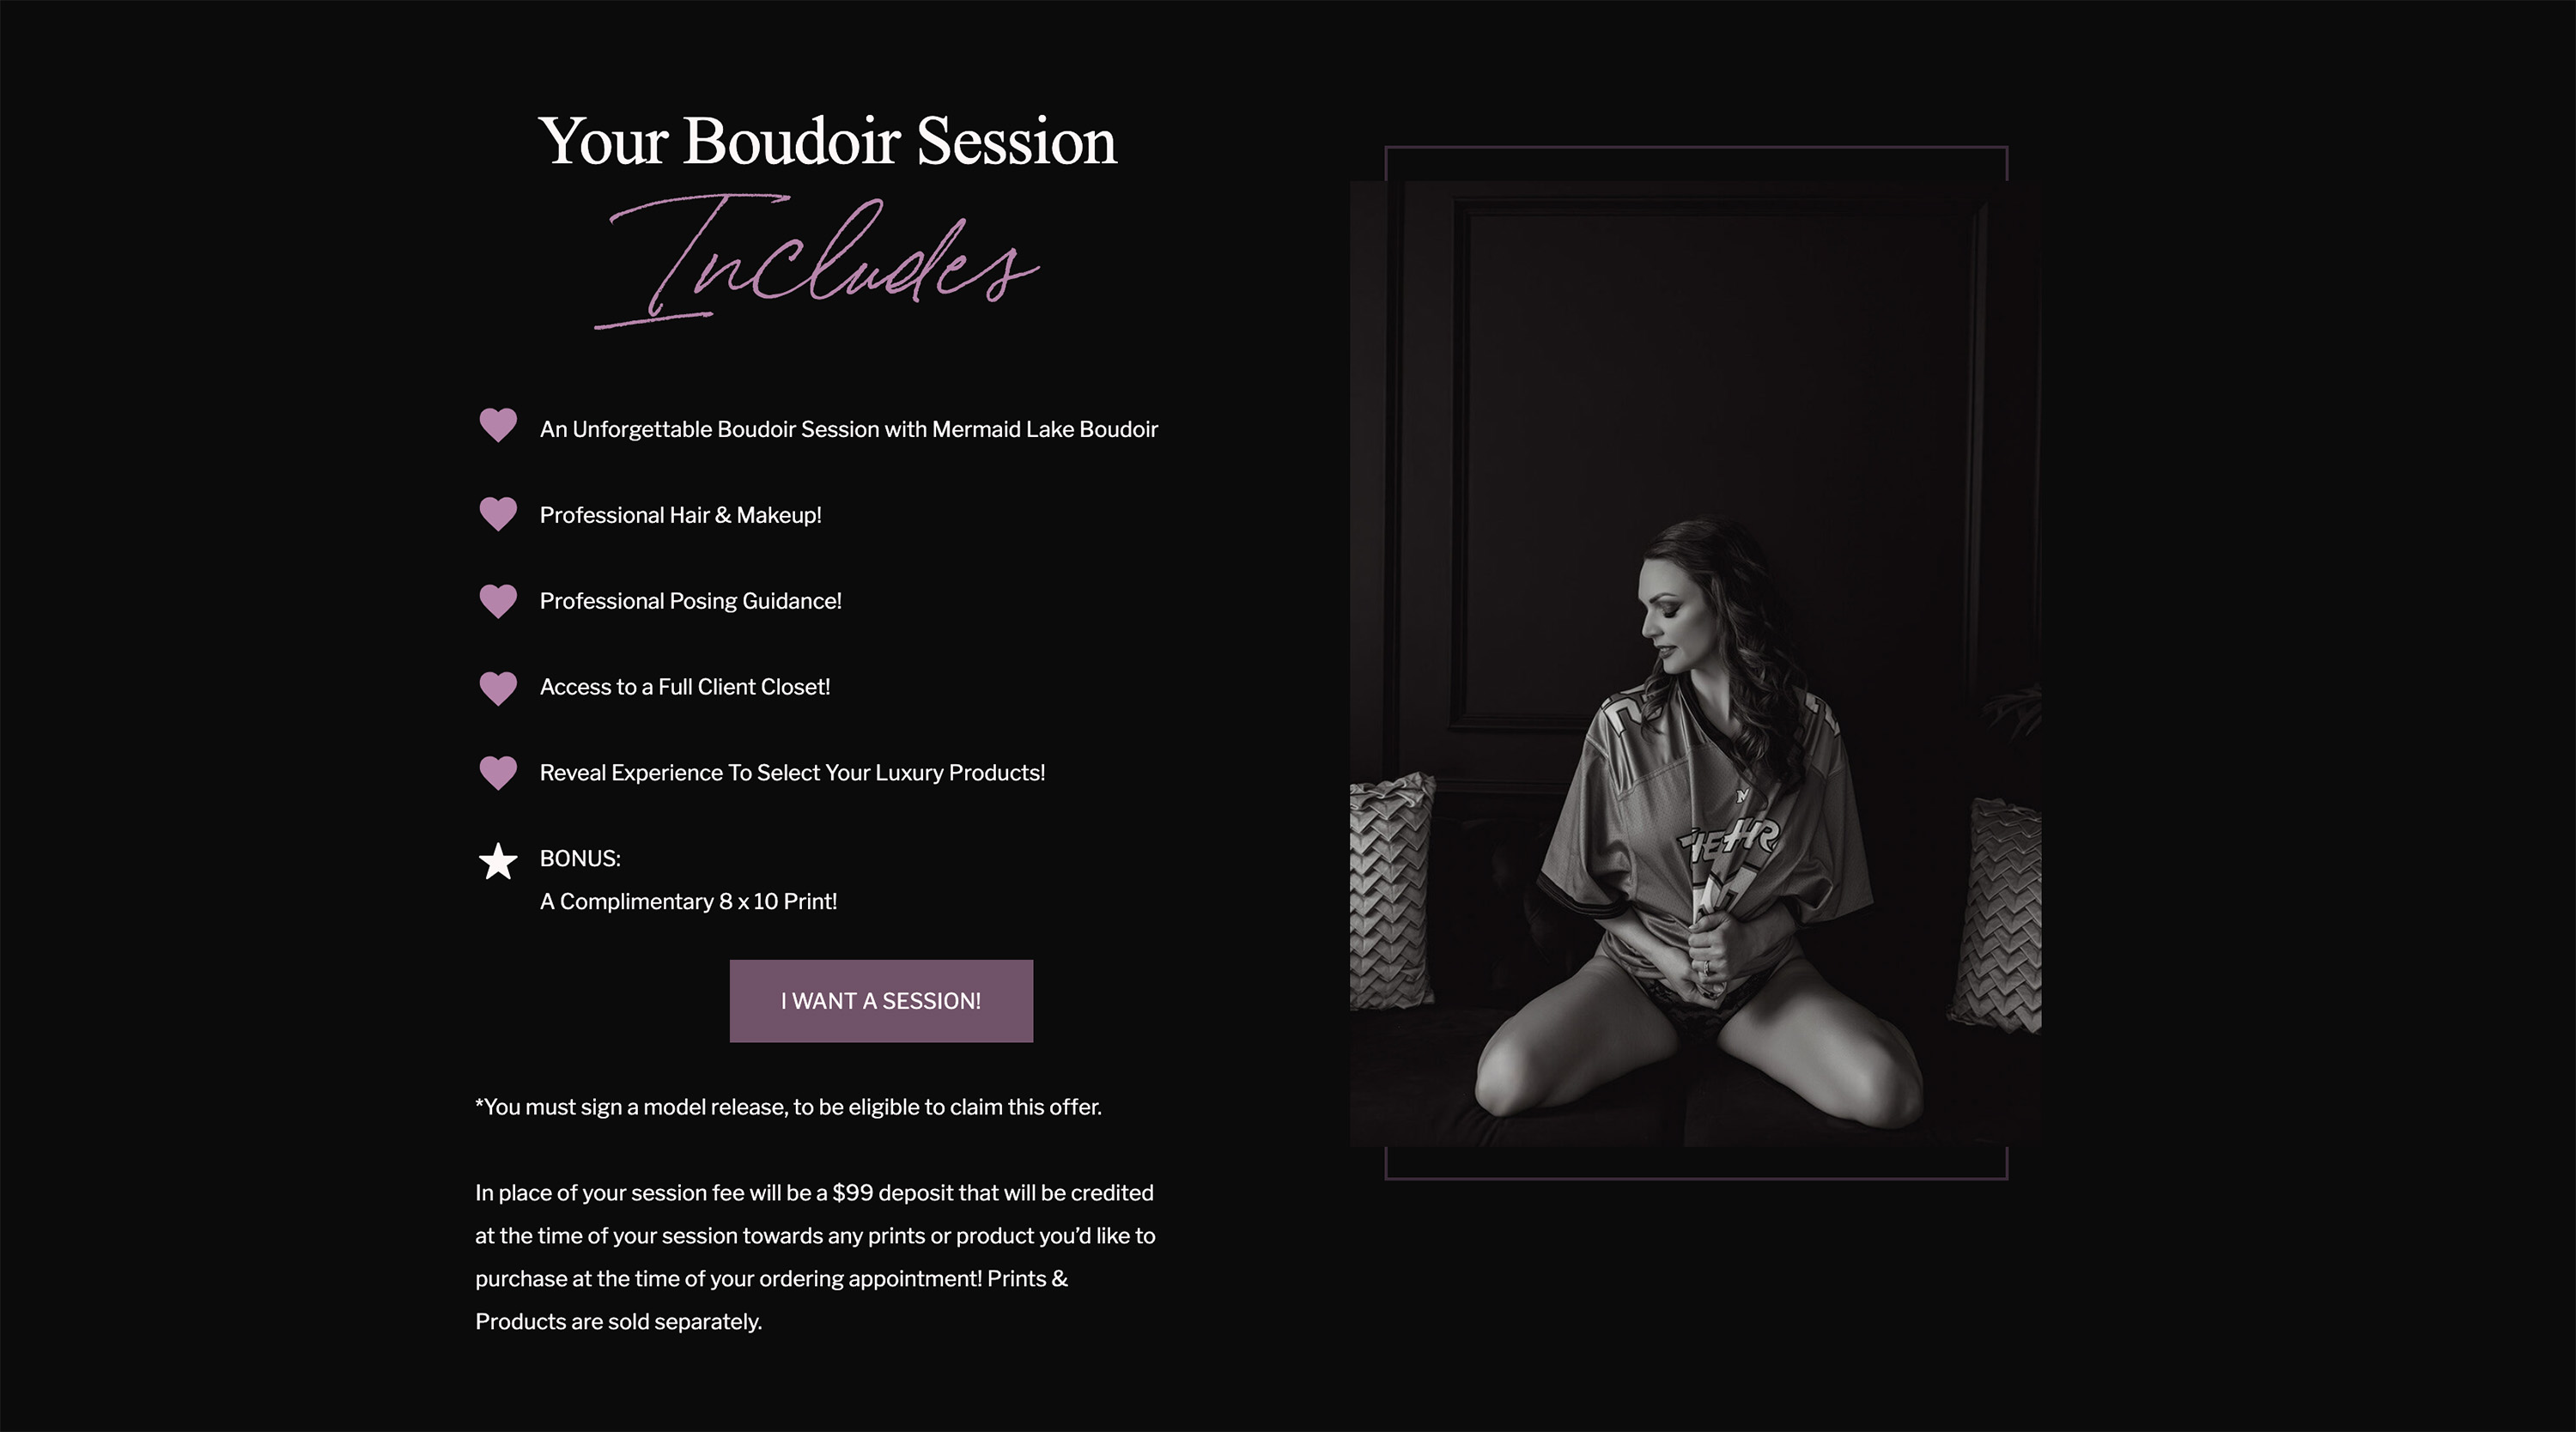 Your Boudoir Session
Includes
An Unforgettable Boudoir Session with Mermaid Lake Boudoir
Professional Hair & Makeup!
Professional Posing Guidance!
Access to a Full Client Closet!
Reveal Experience To Select Your Luxury Products!
BONUS:
A Complimentary 8 x 10 Print!
I WANT A SESSION!
*You must sign a model release, to be eligible to claim this offer.
In place of your session fee will be a $99 deposit that will be credited
at the time of your session towards any prints or product you’d like to
purchase at the time of your ordering appointment! Prints &
Products are sold separately.